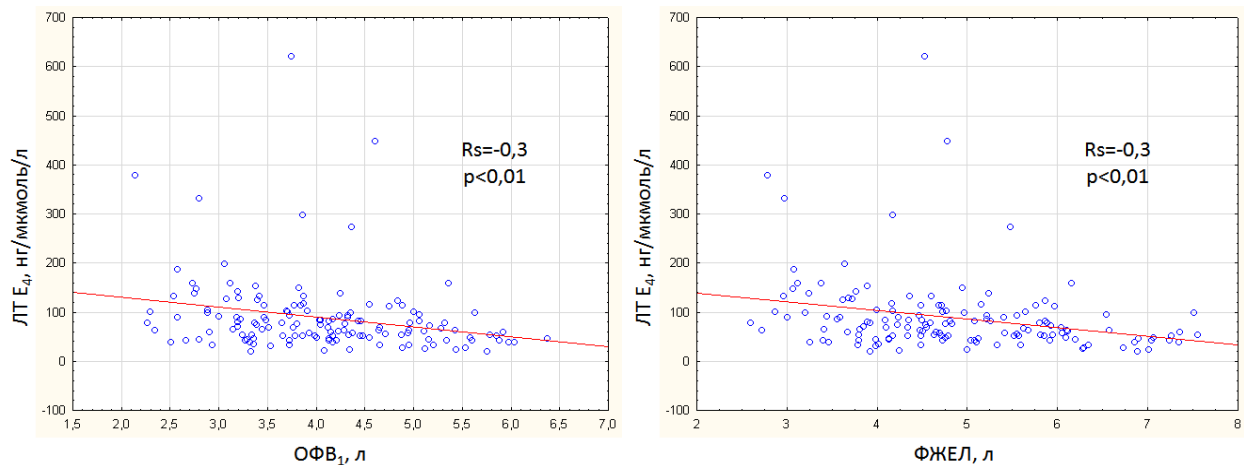 700
600
500
400
300
200
100
0
-100
ЛТ E₄, нг/мкмоль/л
Rs=-0,3
p<0,01
1,5 2,0 2,5 3,0 3,5 4,0 4,5 5,0 5,5 6,0 6,5 7,0
ОФВ₁, л
700
600
500
400
300
200
100
0
-100
ЛТ E₄, нг/мкмоль/л
Rs=-0,3
p<0,01
2 3 4 5 6 7 8
ФЖЕЛ, л